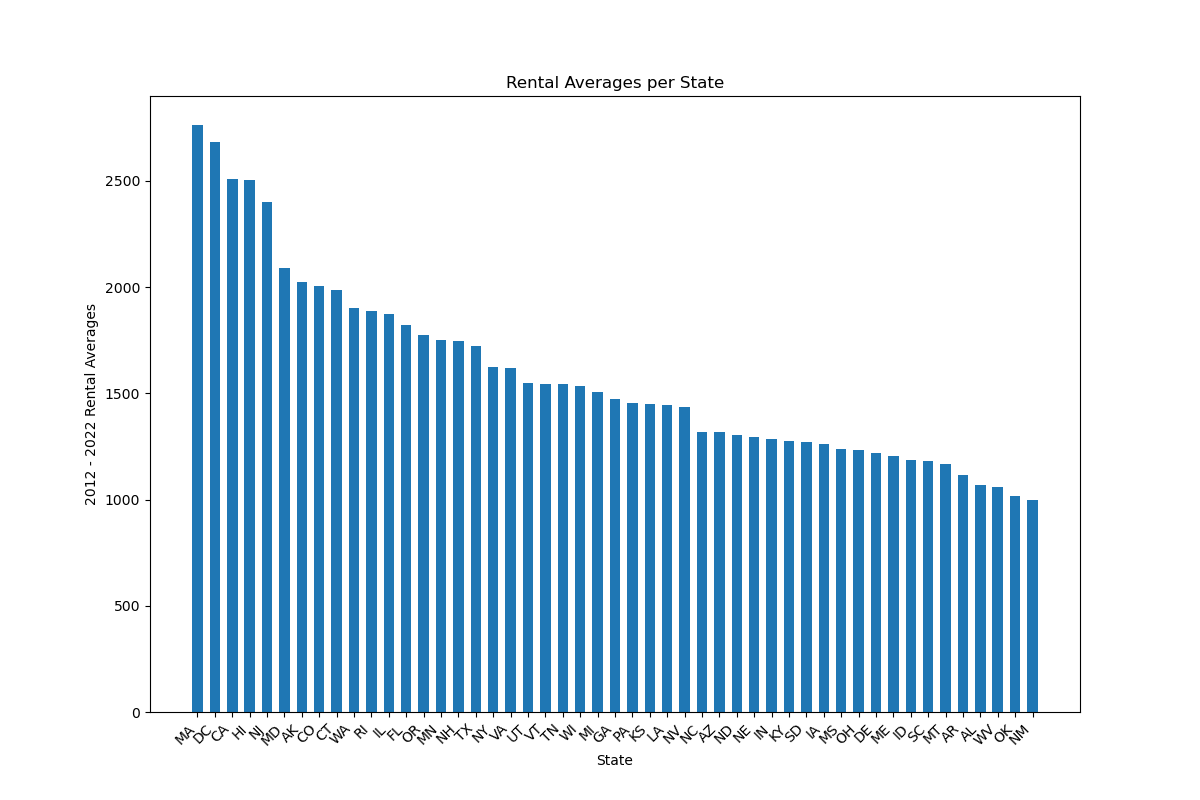 Rental Averages per State
2012 - 2022 Rental Averages
2500
2000
1500
1000
500
0
MA DC CA HI NJ MD AK CO CT WA RI IL FL OR MN NH TX NY VA UT VT TN WI MI GA PA KS LA NV NC AZ ND NE IN KY SD IA MS OH DE ME ID SC MT AR AL WV OK NM
State